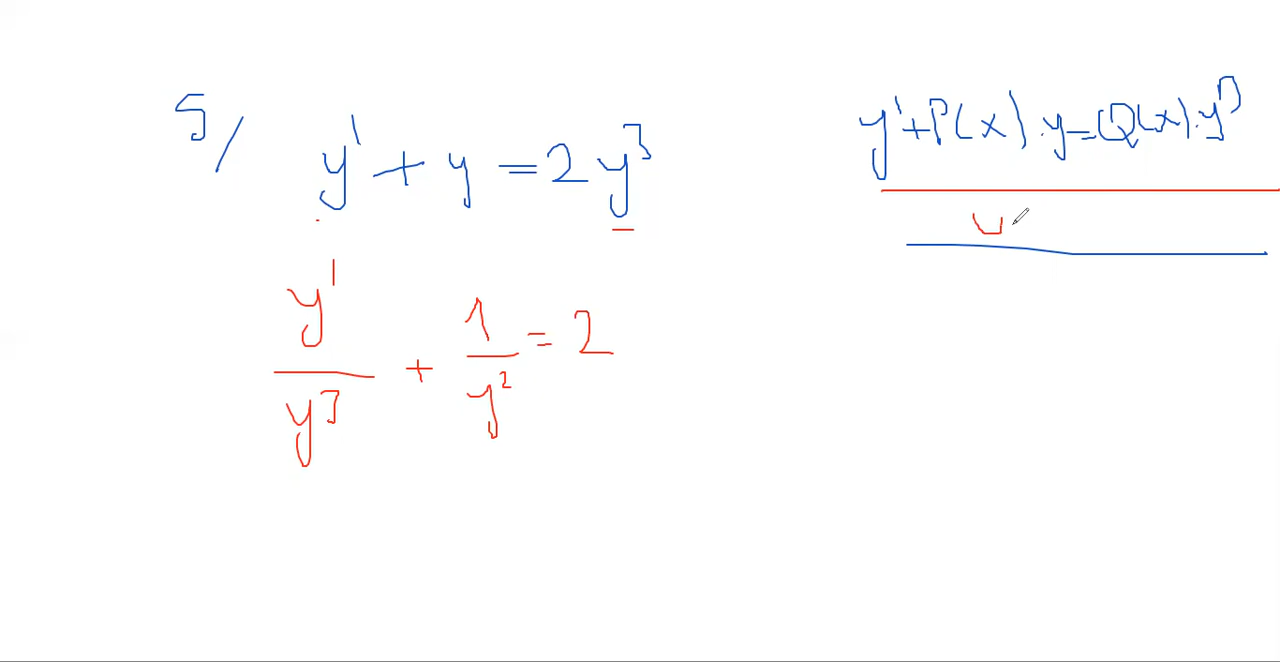 5/ y' + y = 2y³
y'/y³ + 1/y² = 2
y' + P(x).y = Q(x).yⁿ
u